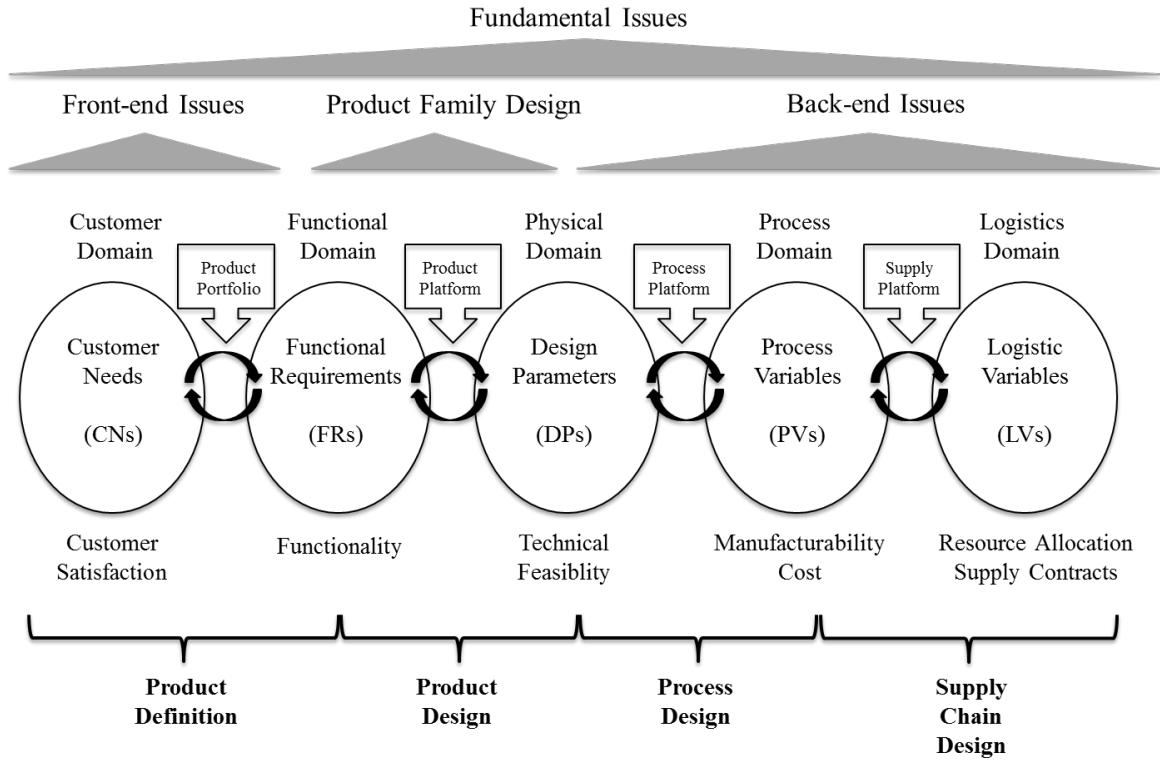 Fundamental Issues
Front-end Issues
Product Family Design
Back-end Issues
Customer
Domain
Functional
Domain
Physical
Domain
Process
Domain
Logistics
Domain
Product
Portfolio
Product
Platform
Process
Platform
Supply
Platform
Customer
Needs
(CNs)
Functional
Requirements
(FRs)
Design
Parameters
(DPs)
Process
Variables
(PVs)
Logistic
Variables
(LVs)
Customer
Satisfaction
Functionality
Technical
Feasiblity
Manufacturability
Cost
Resource Allocation
Supply Contracts
Product
Definition
Product
Design
Process
Design
Supply
Chain
Design